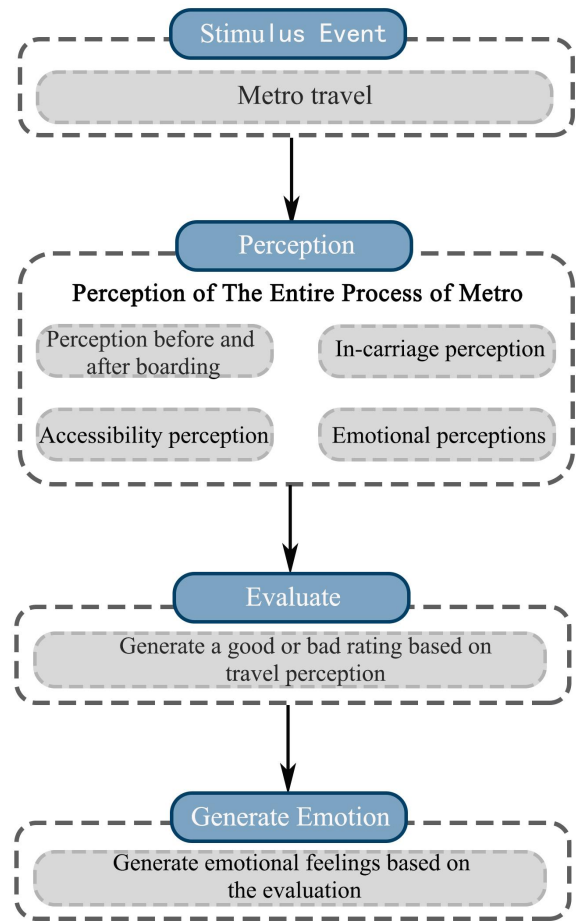 Stimulus Event
Metro travel
Perception
Perception of The Entire Process of Metro
Perception before and
after boarding
In-carriage perception
Accessibility perception
Emotional perceptions
Evaluate
Generate a good or bad rating based on
travel perception
Generate Emotion
Generate emotional feelings based on
the evaluation